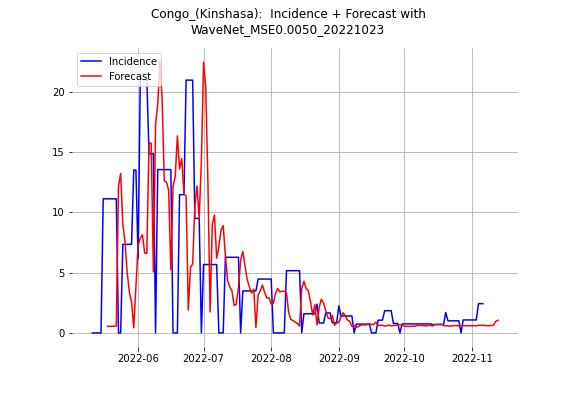 Congo_(Kinshasa):  Incidence + Forecast with
WaveNet_MSE0.0050_20221023
Incidence
Forecast
20
15
10
5
0
2022-06 2022-07 2022-08 2022-09 2022-10 2022-11